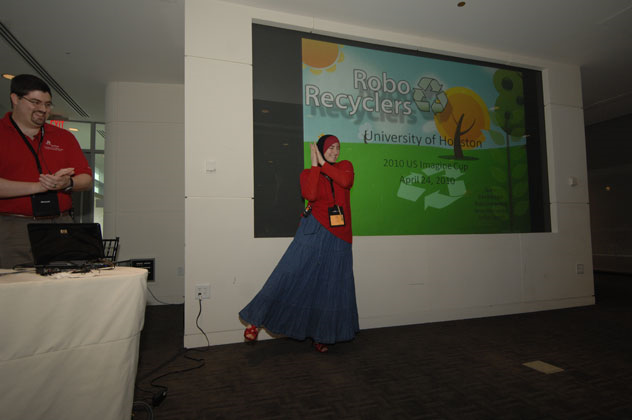 Robo
Recyclers
University of Houston
2010 US Imagine Cup
April 24, 2010